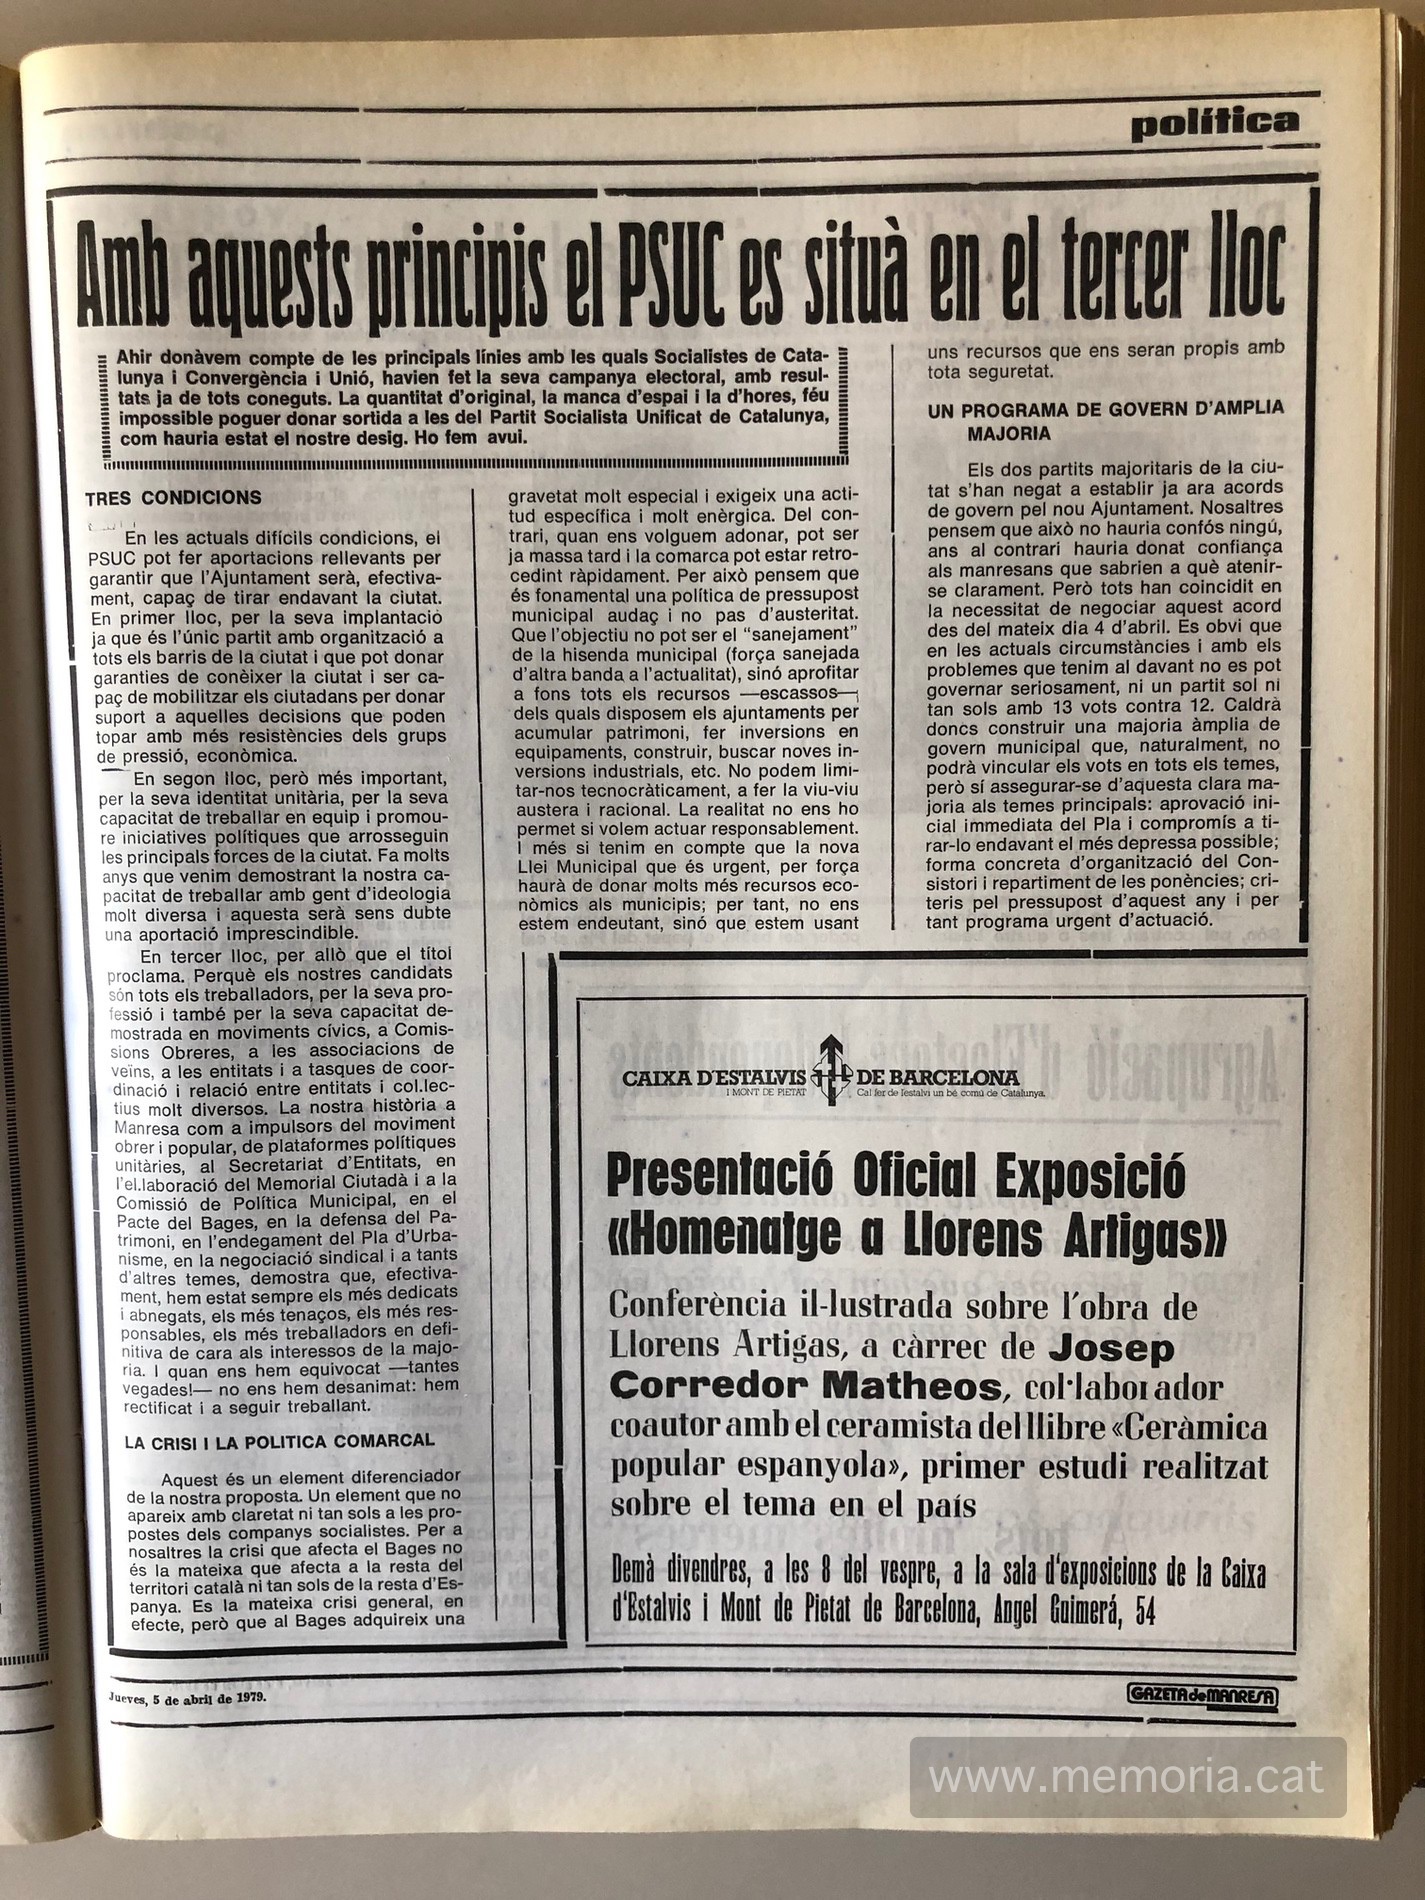 política
Amb aquests principis el PSUC es situà en el tercer lloc
Ahir donàvem compte de les principals línies amb les quals Socialistes de Cata-
lunya i Convergència i Unió, havien fet la seva campanya electoral, amb resul-
tats ja de tots coneguts. La quantitat d'original, la manca d'espai i la d'hores, féu
impossible poguer donar sortida a les del Partit Socialista Unificat de Catalunya,
com hauria estat el nostre desig. Ho fem avui.
TRES CONDICIONS
En les actuals difícils condicions, el
PSUC pot fer aportacions rellevants per
garantir que l'Ajuntament serà, efectiva-
ment, capaç de tirar endavant la ciutat.
En primer lloc, per la seva implantació
ja que és l'únic partit amb organització a
tots els barris de la ciutat i que pot donar
garanties de conèixer la ciutat i ser ca-
paç de mobilitzar els ciutadans per donar
suport a aquelles decisions que poden
topar amb més resistències dels grups
de pressió, econòmica.
En segon lloc, però més important,
per la seva identitat unitària, per la seva
capacitat de treballar en equip i promou-
re iniciatives polítiques que arrosseguin
les principals forces de la ciutat. Fa molts
anys que venim demostrant la nostra ca-
pacitat de treballar amb gent d'ideologia
molt diversa i aquesta serà sens dubte
una aportació imprescindible.
En tercer lloc, per allò que el títol
proclama. Perquè els nostres candidats
són tots els treballadors, per la seva pro-
fessió i també per la seva capacitat de-
mostrada en moviments cívics, a Comis-
sions Obreres, a les associacions de
veïns, a les entitats i a tasques de coor-
dinació i relació entre entitats i col.lec-
tius molt diversos. La nostra història a
Manresa com a impulsors del moviment
obrer i popular, de plataformes polítiques
unitàries, al Secretariat d'Entitats, en
l'el.laboració del Memorial Ciutadà i a la
Comissió de Política Municipal, en el
Pacte del Bages, en la defensa del Pa-
trimoni, en l'endegament del Pla d'Urba-
nisme, en la negociació sindical i a tants
d'altres temes, demostra que, efectiva-
ment, hem estat sempre els més dedicats
i abnegats, els més tenaços, els més res-
ponsables, els més treballadors en defi-
nitiva de cara als interessos de la majo-
ria. I quan ens hem equivocat —tantes
vegades!— no ens hem desanimat: hem
rectificat i a seguir treballant.
LA CRISI I LA POLITICA COMARCAL
Aquest és un element diferenciador
de la nostra proposta. Un element que no
apareix amb claretat ni tan sols a les pro-
postes dels companys socialistes. Per a
nosaltres la crisi que afecta el Bages no
és la mateixa que afecta a la resta del
territori català ni tan sols de la resta d'Es-
panya. Es la mateixa crisi general, en
efecte, però que al Bages adquireix una
gravetat molt especial i exigeix una acti-
tud específica i molt enèrgica. Del con-
trari, quan ens volguem adonar, pot ser
ja massa tard i la comarca pot estar retro-
cedint ràpidament. Per això pensem que
és fonamental una política de pressupost
municipal audaç i no pas d'austeritat.
Que l'objectiu no pot ser el "sanejament"
de la hisenda municipal (força sanejada
d'altra banda a l'actualitat), sinó aprofitar
a fons tots els recursos —escassos—
dels quals disposem els ajuntaments per
acumular patrimoni, fer inversions en
equipaments, construir, buscar noves in-
versions industrials, etc. No podem limi-
tar-nos tecnocràticament, a fer la viu-viu
austera i racional. La realitat no ens ho
permet si volem actuar responsablement.
I més si tenim en compte que la nova
Llei Municipal que és urgent, per força
haurà de donar molts més recursos eco-
nòmics als municipis; per tant, no ens
estem endeutant, sinó que estem usant
uns recursos que ens seran propis amb
tota seguretat.
UN PROGRAMA DE GOVERN D'AMPLIA
MAJORIA
Els dos partits majoritaris de la ciu-
tat s'han negat a establir ja ara acords
de govern pel nou Ajuntament. Nosaltres
pensem que això no hauria confós ningú,
ans al contrari hauria donat confiança
als manresans que sabrien a què atenir-
se clarament. Però tots han coincidit en
la necessitat de negociar aquest acord
des del mateix dia 4 d'abril. Es obvi que
en les actuals circumstàncies i amb els
problemes que tenim al davant no es pot
governar seriosament, ni un partit sol ni
tan sols amb 13 vots contra 12. Caldrà
doncs construir una majoria àmplia de
govern municipal que, naturalment, no
podrà vincular els vots en tots els temes,
però sí assegurar-se d'aquesta clara ma-
joria als temes principals: aprovació ini-
cial immediata del Pla i compromís a ti-
rar-lo endavant el més depressa possible;
forma concreta d'organització del Con-
sistori i repartiment de les ponències; cri-
teris pel pressupost d'aquest any i per
tant programa urgent d'actuació.
CAIXA D'ESTALVIS DE BARCELONA
I MONT DE PIETAT Cal fer de l'estalvi un bé comú de Catalunya.
Presentació Oficial Exposició
«Homenatge a Llorens Artigas»
Conferència il·lustrada sobre l'obra de
Llorens Artigas, a càrrec de Josep
Corredor Matheos, col·laborador
coautor amb el ceramista del llibre «Ceràmica
popular espanyola», primer estudi realitzat
sobre el tema en el país
Demà divendres, a les 8 del vespre, a la sala d'exposicions de la Caixa
d'Estalvis i Mont de Pietat de Barcelona, Angel Guimerá, 54
Jueves, 5 de abril de 1979.
GAZETA de MANRESA
www.memoria.cat